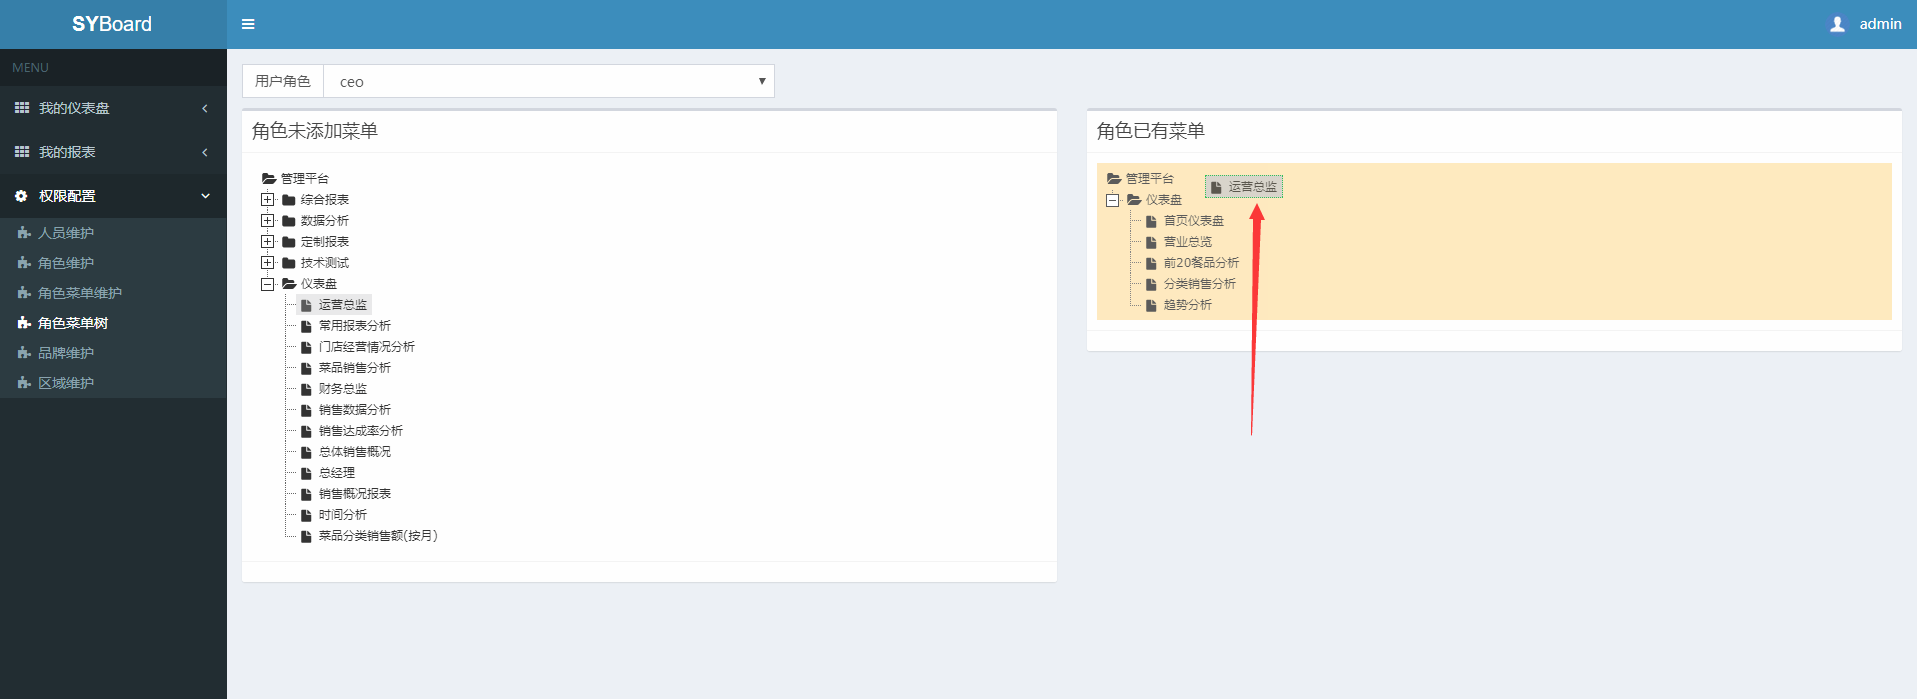 SYBoard
admin
MENU
我的仪表盘
我的报表
权限配置
人员维护
角色维护
角色菜单维护
角色菜单树
品牌维护
区域维护
用户角色 ceo
角色未添加菜单
管理平台
综合报表
数据分析
定制报表
技术测试
仪表盘
运营总监
常用报表分析
门店经营情况分析
菜品销售分析
财务总监
销售数据分析
销售达成率分析
总体销售概况
总经理
销售概况报表
时间分析
菜品分类销售额(按月)
角色已有菜单
管理平台
运营总监
仪表盘
首页仪表盘
营业总览
前20餐品分析
分类销售分析
趋势分析